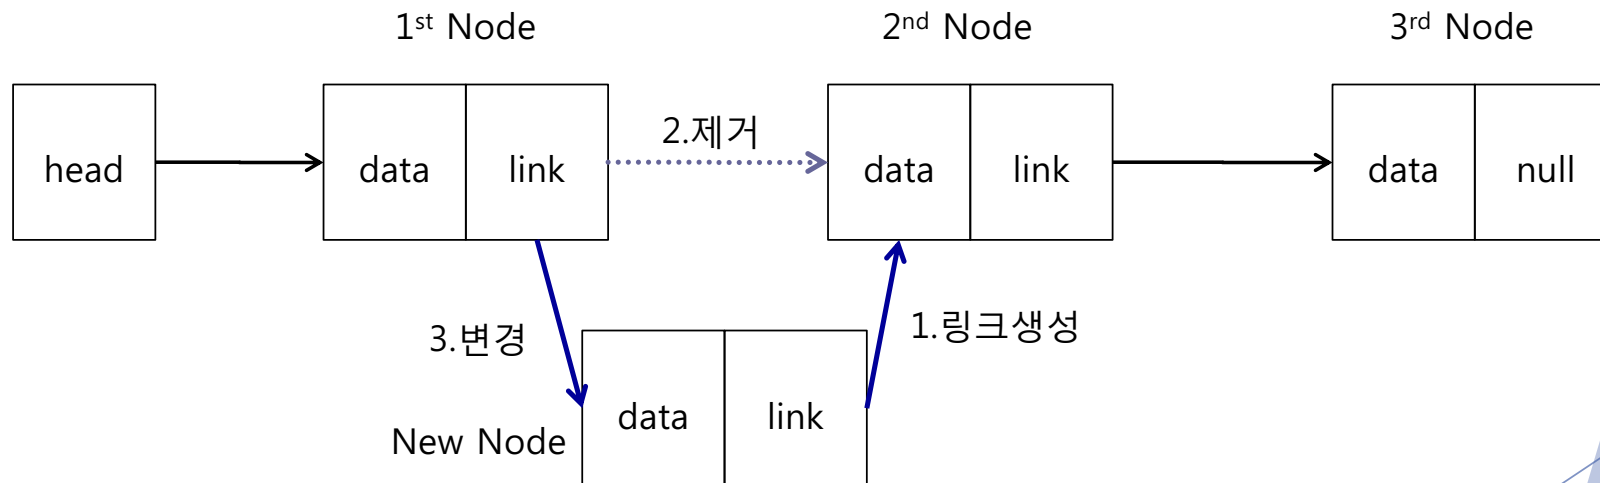 1st Node
2nd Node
3rd Node
head
data
link
2.제거
data
link
data
null
3.변경
1.링크생성
New Node
data
link